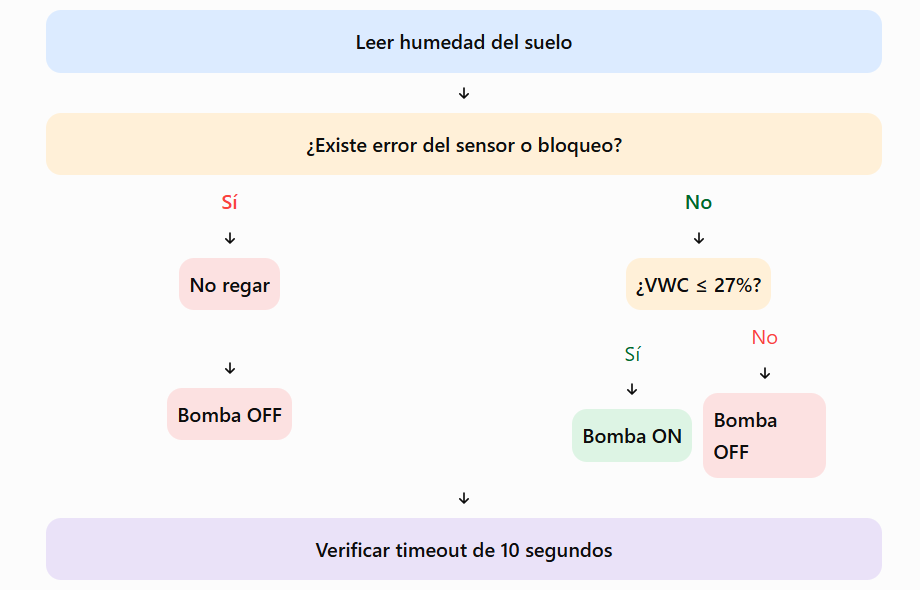 Leer humedad del suelo
¿Existe error del sensor o bloqueo?
Sí
No
No regar
¿VWC ≤ 27%?
Sí
No
Bomba OFF
Bomba ON
Bomba
OFF
Verificar timeout de 10 segundos